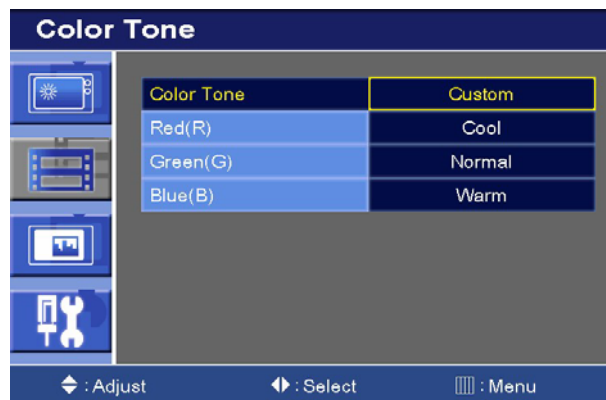 Color Tone
Color Tone Custom
Red(R) Cool
Green(G) Normal
Blue(B) Warm
: Adjust : Select : Menu